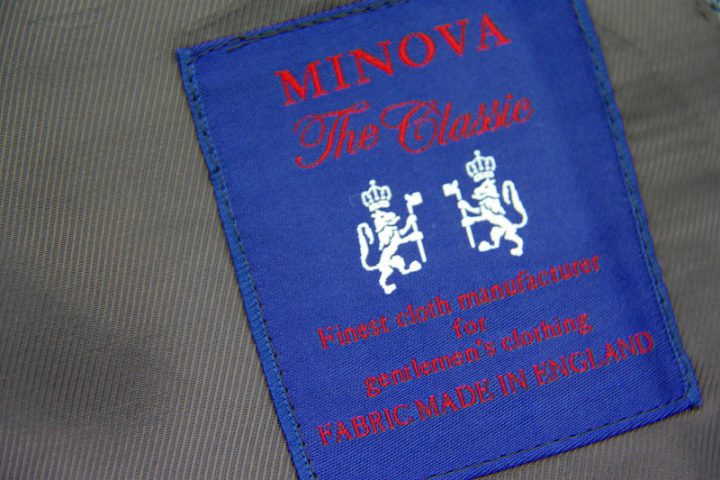 MINOVA
The Classic
Finest cloth manufacturer
for
gentlemen's clothing
FABRIC MADE IN ENGLAND